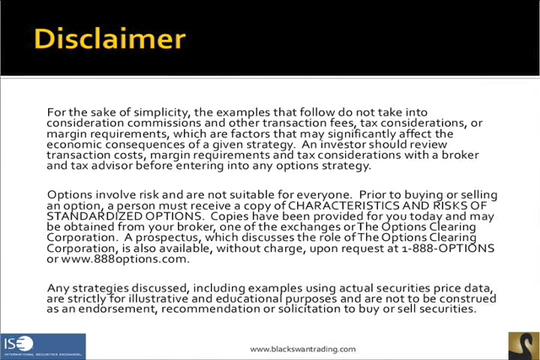 Disclaimer
For the sake of simplicity, the examples that follow do not take into
consideration commissions and other transaction fees, tax considerations, or
margin requirements, which are factors that may significantly affect the
economic consequences of a given strategy. An investor should review
transaction costs, margin requirements and tax considerations with a broker
and tax advisor before entering into any options strategy.
Options involve risk and are not suitable for everyone. Prior to buying or selling
an option, a person must receive a copy of CHARACTERISTICS AND RISKS OF
STANDARDIZED OPTIONS. Copies have been provided for you today and may
be obtained from your broker, one of the exchanges or The Options Clearing
Corporation. A prospectus, which discusses the role of The Options Clearing
Corporation, is also available, without charge, upon request at 1-888-OPTIONS
or www.888options.com.
Any strategies discussed, including examples using actual securities price data,
are strictly for illustrative and educational purposes and are not to be construed
as an endorsement, recommendation or solicitation to buy or sell securities.
ISE
INTERNATIONAL SECURITIES EXCHANGE
www.blackswantrading.com